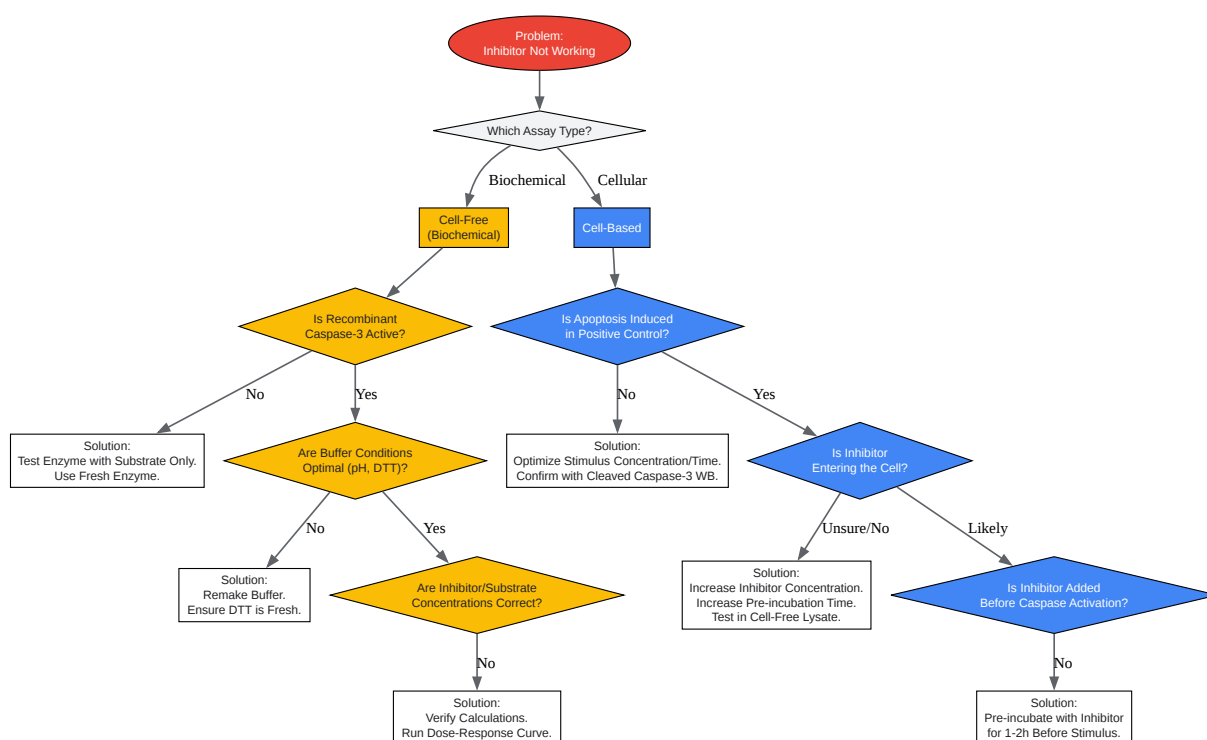 Problem:
Inhibitor Not Working
Which Assay Type?
Biochemical
Cellular
Cell-Free
(Biochemical)
Cell-Based
Is Recombinant
Caspase-3 Active?
Is Apoptosis Induced
in Positive Control?
No
Yes
No
Yes
Solution:
Test Enzyme with Substrate Only.
Use Fresh Enzyme.
Are Buffer Conditions
Optimal (pH, DTT)?
Solution:
Optimize Stimulus Concentration/Time.
Confirm with Cleaved Caspase-3 WB.
Is Inhibitor
Entering the Cell?
No
Yes
Unsure/No
Likely
Solution:
Remake Buffer.
Ensure DTT is Fresh.
Are Inhibitor/Substrate
Concentrations Correct?
Solution:
Increase Inhibitor Concentration.
Increase Pre-incubation Time.
Test in Cell-Free Lysate.
Is Inhibitor Added
Before Caspase Activation?
No
No
Solution:
Verify Calculations.
Run Dose-Response Curve.
Solution:
Pre-incubate with Inhibitor
for 1-2h Before Stimulus.